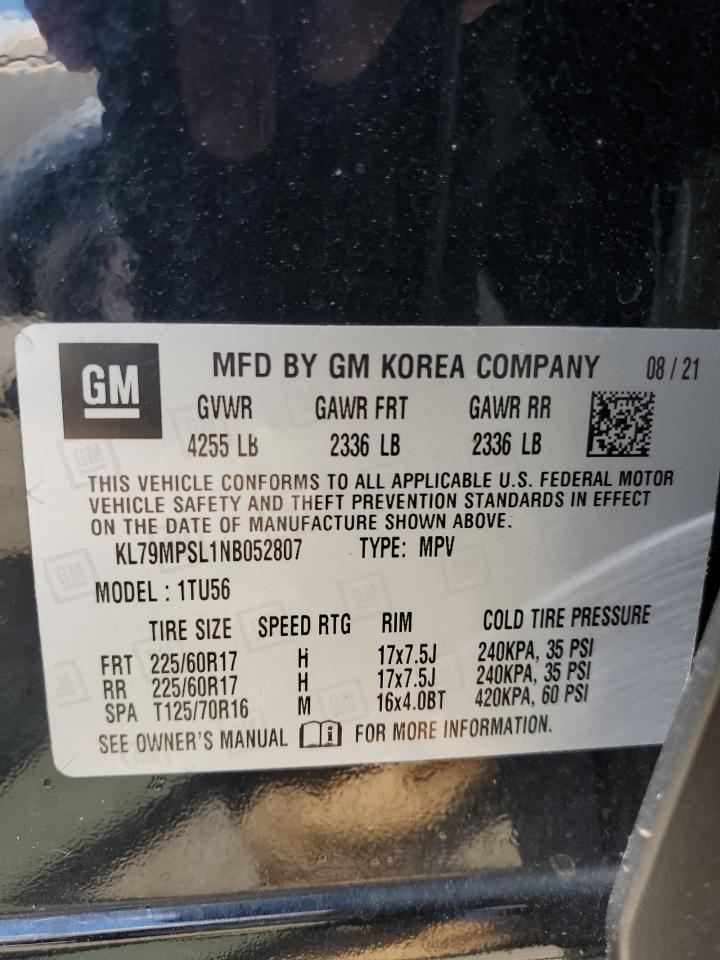 GM MFD BY GM KOREA COMPANY 08 / 21
GVWR GAWR FRT GAWR RR
4255 LB 2336 LB 2336 LB
THIS VEHICLE CONFORMS TO ALL APPLICABLE U.S. FEDERAL MOTOR
VEHICLE SAFETY AND THEFT PREVENTION STANDARDS IN EFFECT
ON THE DATE OF MANUFACTURE SHOWN ABOVE.
KL79MPSL1NB052807 TYPE: MPV
MODEL : 1TU56
TIRE SIZE SPEED RTG RIM COLD TIRE PRESSURE
FRT 225/60R17 H 17x7.5J 240KPA, 35 PSI
RR 225/60R17 H 17x7.5J 240KPA, 35 PSI
SPA T125/70R16 M 16x4.0BT 420KPA, 60 PSI
SEE OWNER'S MANUAL i FOR MORE INFORMATION.